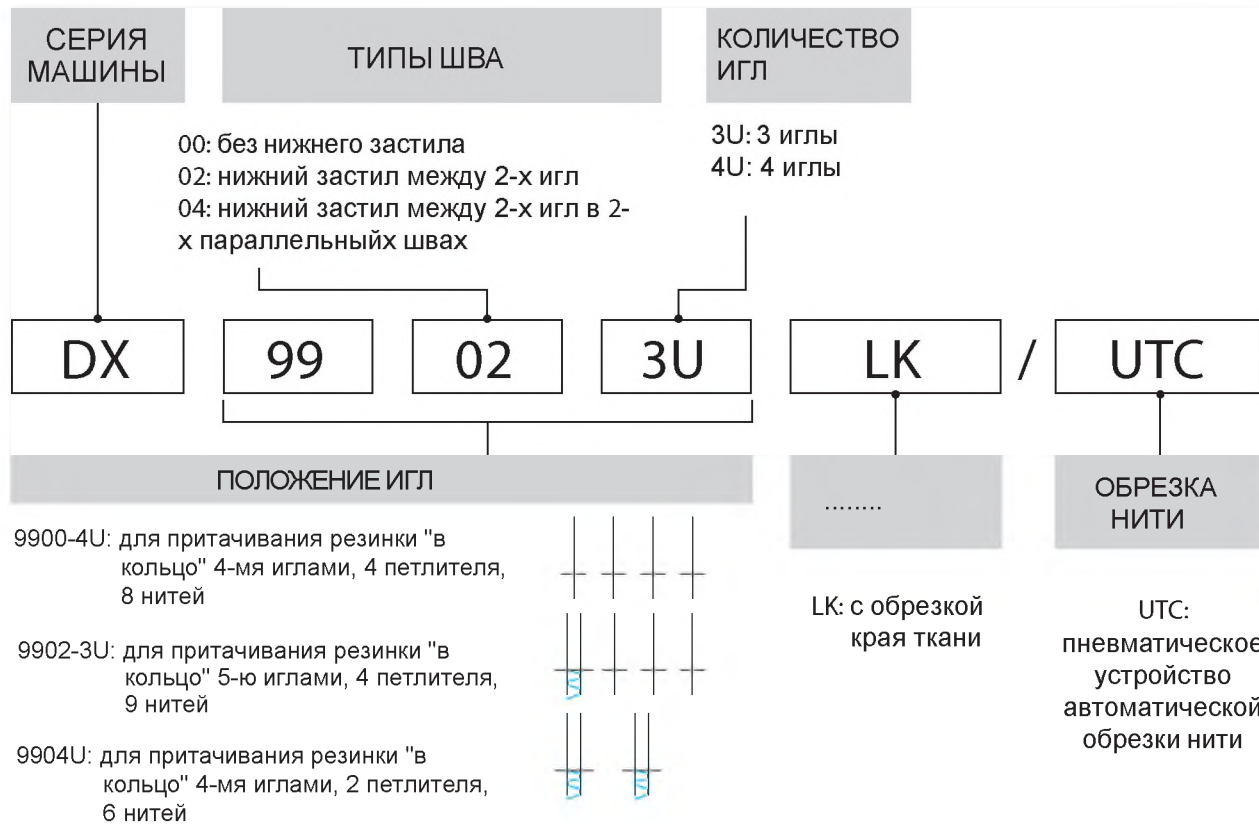 СЕРИЯ
МАШИНЫ
ТИПЫ ШВА
КОЛИЧЕСТВО
ИГЛ
00: без нижнего застила
02: нижний застил между 2-х игл
04: нижний застил между 2-х игл в 2-
х параллельныйх швах
3U: 3 иглы
4U: 4 иглы
DX 99 02 3U LK / UTC
ПОЛОЖЕНИЕ ИГЛ
9900-4U: для притачивания резинки "в
кольцо" 4-мя иглами, 4 петлителя,
8 нитей
9902-3U: для притачивания резинки "в
кольцо" 5-ю иглами, 4 петлителя,
9 нитей
9904U: для притачивания резинки "в
кольцо" 4-мя иглами, 2 петлителя,
6 нитей
........
LK: с обрезкой
края ткани
ОБРЕЗКА
НИТИ
UTC:
пневматическое
устройство
автоматической
обрезки нити